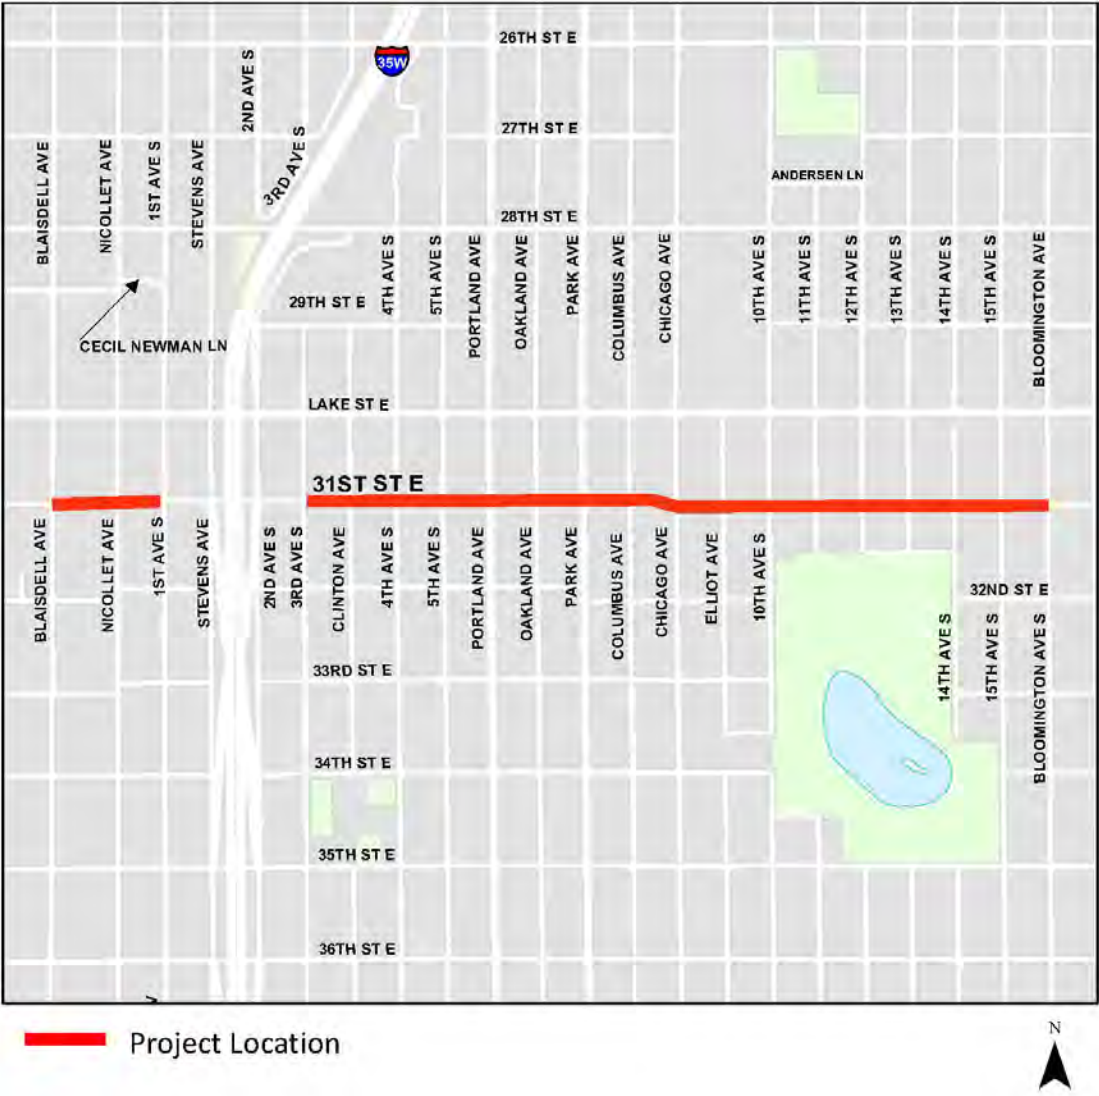 26TH ST E
35W
2ND AVE S
27TH ST E
3RD AVE S
BLAISDELL AVE
NICOLLET AVE
1ST AVE S
STEVENS AVE
ANDERSEN LN
28TH ST E
4TH AVE S
5TH AVE S
PORTLAND AVE
OAKLAND AVE
PARK AVE
COLUMBUS AVE
CHICAGO AVE
10TH AVE S
11TH AVE S
12TH AVE S
13TH AVE S
14TH AVE S
15TH AVE S
BLOOMINGTON AVE
29TH ST E
CECIL NEWMAN LN
LAKE ST E
31ST ST E
BLAISDELL AVE
NICOLLET AVE
1ST AVE S
STEVENS AVE
2ND AVE S
3RD AVE S
CLINTON AVE
4TH AVE S
5TH AVE S
PORTLAND AVE
OAKLAND AVE
PARK AVE
COLUMBUS AVE
CHICAGO AVE
ELLIOT AVE
10TH AVE S
32ND ST E
14TH AVE S
15TH AVE S
BLOOMINGTON AVE S
33RD ST E
34TH ST E
35TH ST E
36TH ST E
Project Location
N